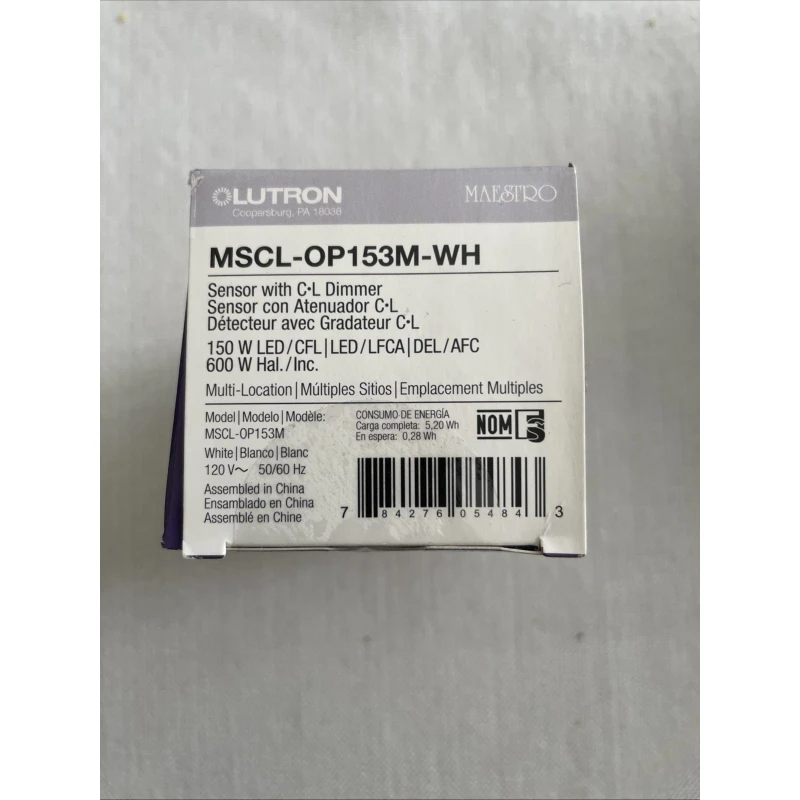 LUTRON
Coopersburg, PA 18036
MAESTRO
MSCL-OP153M-WH
Sensor with C•L Dimmer
Sensor con Atenuador C•L
Détecteur avec Gradateur C•L
150 W LED/CFL|LED/LFCA|DEL/AFC
600 W Hal./Inc.
Multi-Location|Múltiples Sitios|Emplacement Multiples
Model|Modelo|Modèle:
MSCL-OP153M
White|Blanco|Blanc
120 V~ 50/60 Hz
Assembled in China
Ensamblado en China
Assemblé en Chine
CONSUMO DE ENERGÍA
Carga completa: 5,20 Wh
En espera: 0,28 Wh
NOM
7 84276 05484 3